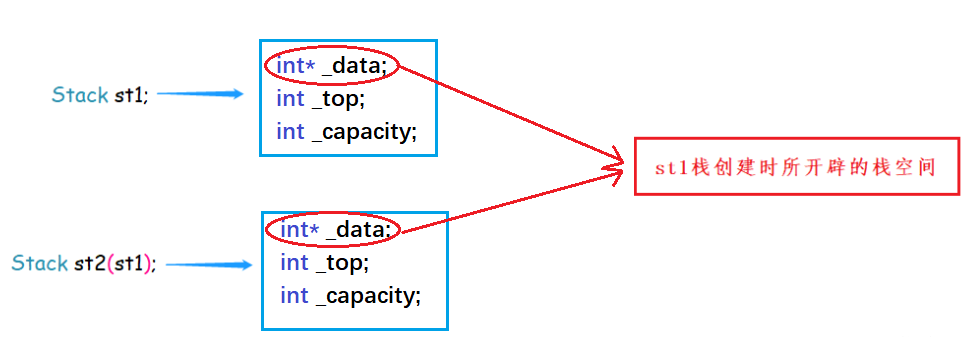 Stack st1;
int* _data;
int _top;
int _capacity;
st1栈创建时所开辟的栈空间
Stack st2(st1);
int* _data;
int _top;
int _capacity;